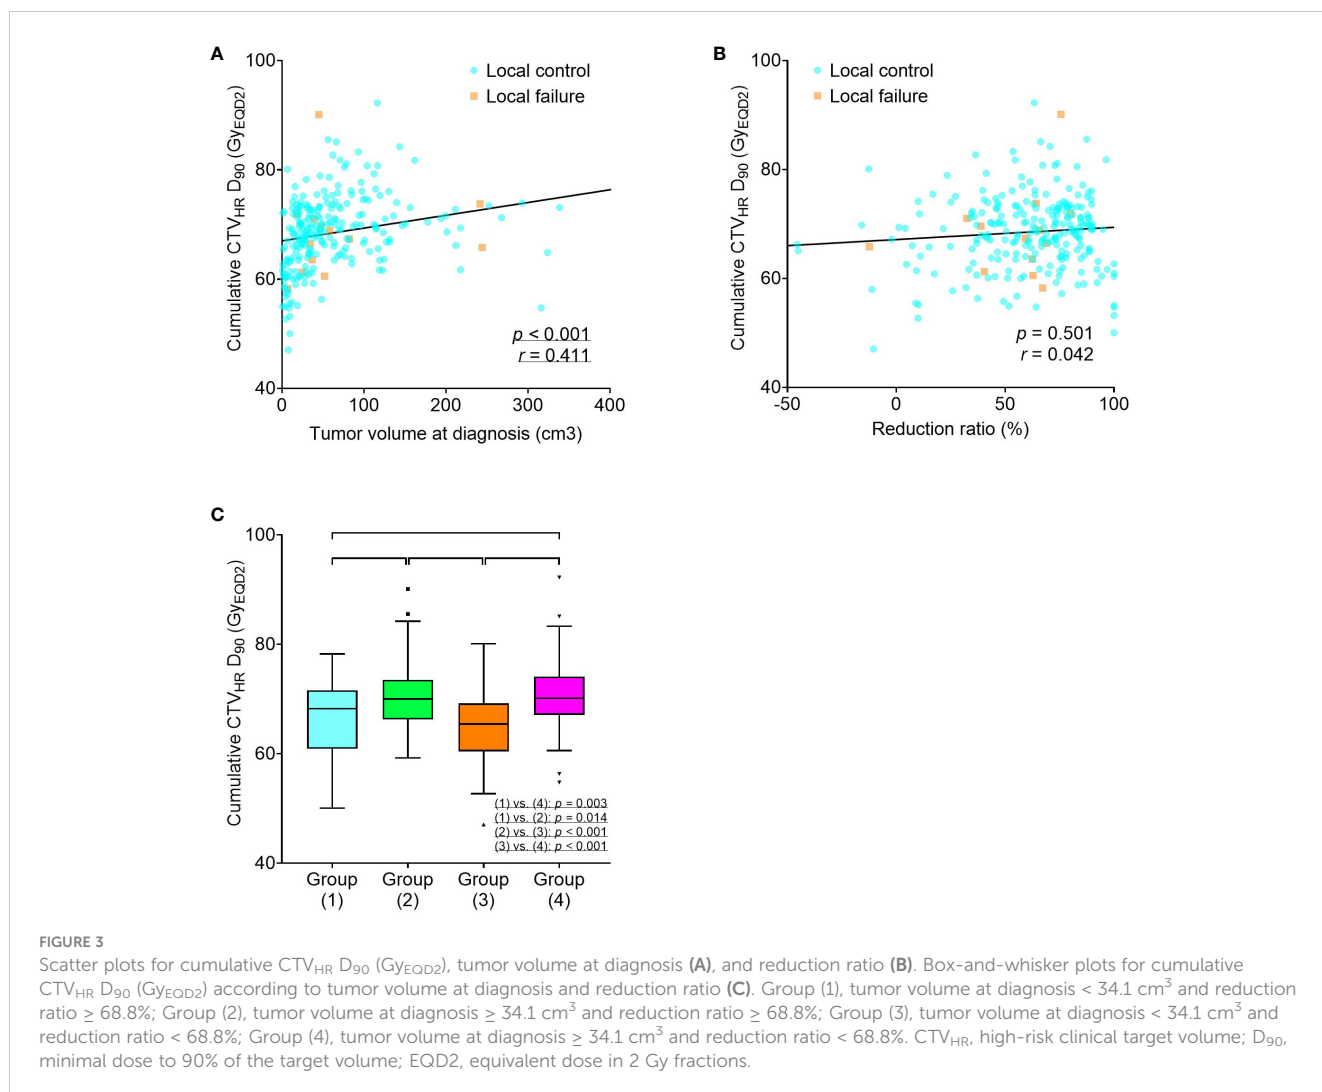 A
100
80
60
40
Cumulative CTVHR D90 (GyEQD2)
Local control
Local failure
p < 0.001
r = 0.411
0 100 200 300 400
Tumor volume at diagnosis (cm3)
B
100
80
60
40
Cumulative CTVHR D90 (GyEQD2)
Local control
Local failure
p = 0.501
r = 0.042
-50 0 50 100
Reduction ratio (%)
C
100
80
60
40
Cumulative CTVHR D90 (GyEQD2)
(1) vs. (4): p = 0.003
(1) vs. (2): p = 0.014
(2) vs. (3): p < 0.001
(3) vs. (4): p < 0.001
Group Group Group Group
(1) (2) (3) (4)
FIGURE 3
Scatter plots for cumulative CTVHR D90 (GyEQD2), tumor volume at diagnosis (A), and reduction ratio (B). Box-and-whisker plots for cumulative
CTVHR D90 (GyEQD2) according to tumor volume at diagnosis and reduction ratio (C). Group (1), tumor volume at diagnosis < 34.1 cm³ and reduction
ratio ≥ 68.8%; Group (2), tumor volume at diagnosis ≥ 34.1 cm³ and reduction ratio ≥ 68.8%; Group (3), tumor volume at diagnosis < 34.1 cm³ and
reduction ratio < 68.8%; Group (4), tumor volume at diagnosis ≥ 34.1 cm³ and reduction ratio < 68.8%. CTVHR, high-risk clinical target volume; D90,
minimal dose to 90% of the target volume; EQD2, equivalent dose in 2 Gy fractions.